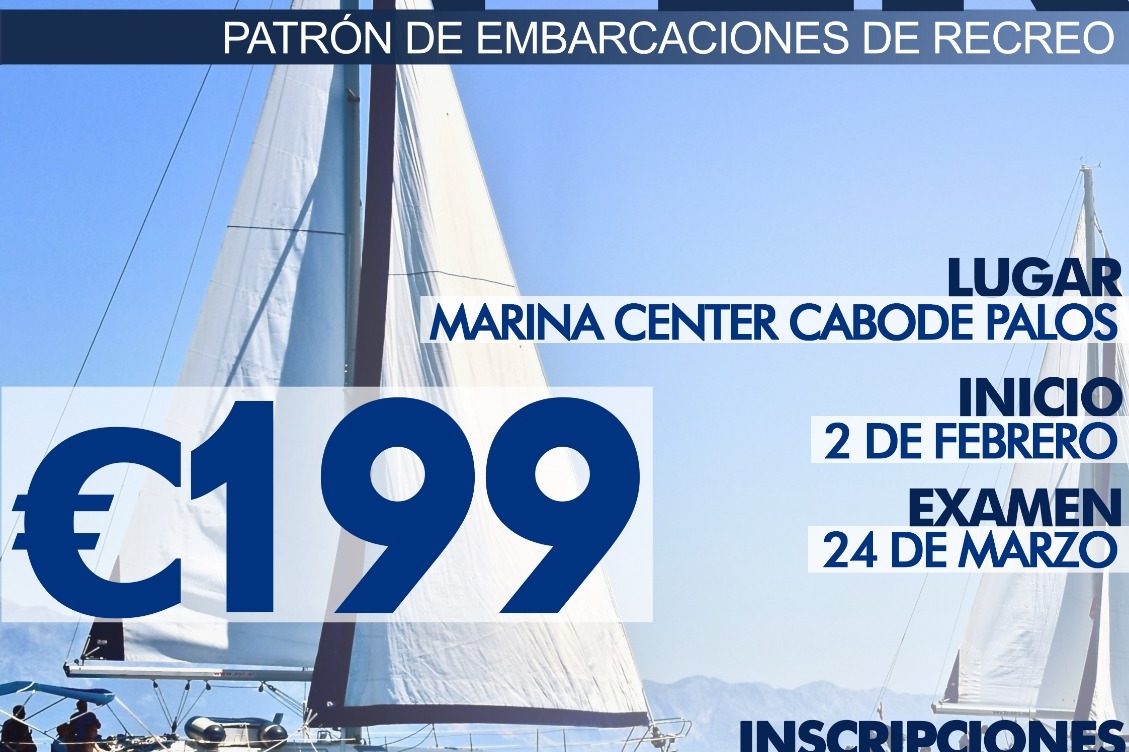 PATRÓN DE EMBARCACIONES DE RECREO
LUGAR
MARINA CENTER CABODE PALOS
€199
INICIO
2 DE FEBRERO
EXAMEN
24 DE MARZO
INSCRIPCIONES